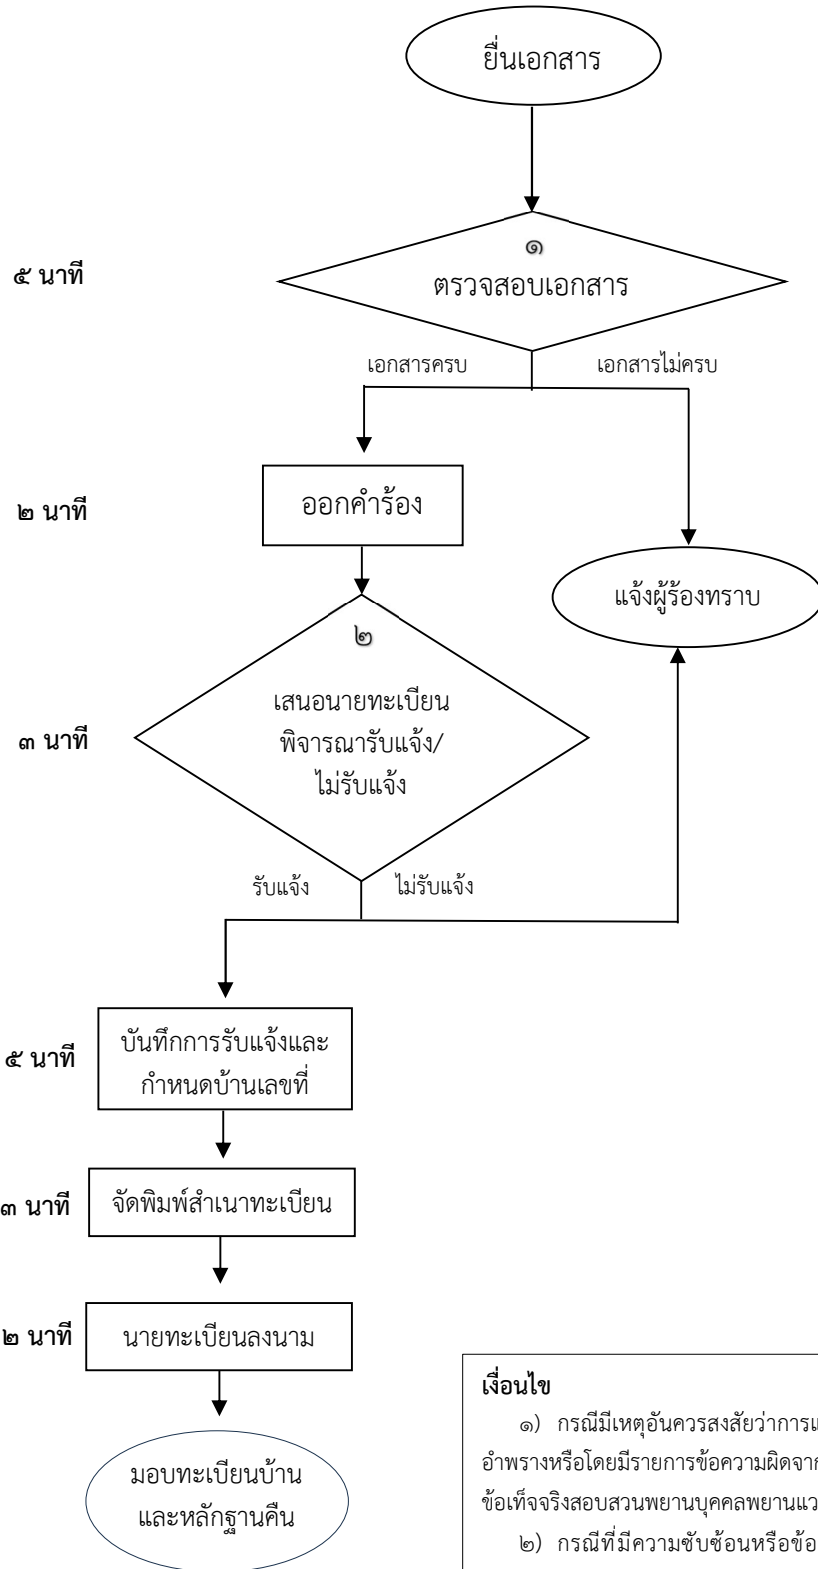 ยื่นเอกสาร
๑
๕ นาที
ตรวจสอบเอกสาร
เอกสารครบ
เอกสารไม่ครบ
๒ นาที
ออกคำร้อง
แจ้งผู้ร้องทราบ
๒
๓ นาที
เสนอนายทะเบียน
พิจารณารับแจ้ง/
ไม่รับแจ้ง
รับแจ้ง
ไม่รับแจ้ง
๕ นาที
บันทึกการรับแจ้งและ
กำหนดบ้านเลขที่
๓ นาที
จัดพิมพ์สำเนาทะเบียน
๒ นาที
นายทะเบียนลงนาม
มอบทะเบียนบ้าน
และหลักฐานคืน
เงื่อนไข
๑) กรณีมีเหตุอันควรสงสัยว่าการแ
อำพรางหรือโดยมีรายการข้อความผิดจาก
ข้อเท็จจริงสอบสวนพยานบุคคลพยานแว
๒) กรณีที่มีความซับซ้อนหรือข้อ